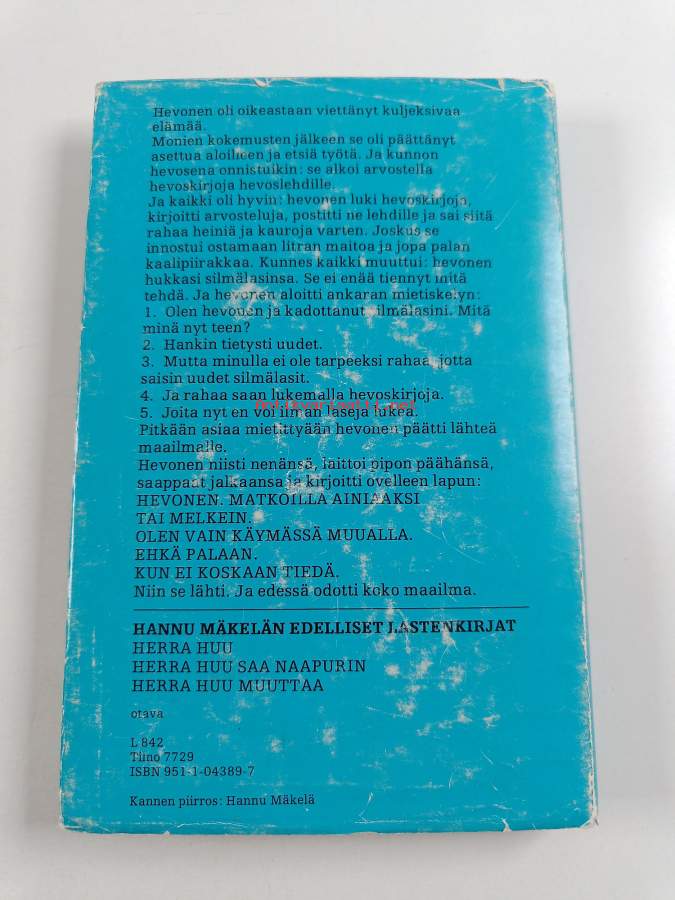 Hevonen oli oikeastaan viettänyt kuljeksivaa
elämää.
Monien kokemusten jälkeen se oli päättänyt
asettua aloilleen ja etsiä työtä. Ja kunnon
hevosena onnistuikin: se alkoi arvostella
hevoskirjoja hevoslehdille.
Ja kaikki oli hyvin: hevonen luki hevoskirjoja,
kirjoitti arvosteluja, postitti ne lehdille ja sai siitä
rahaa heiniä ja kauroja varten. Joskus se
innostui ostamaan litran maitoa ja jopa palan
kaalipiirakkaa. Kunnes kaikki muuttui: hevonen
hukkasi silmälasinsa. Se ei enää tiennyt mitä
tehdä. Ja hevonen aloitti ankaran mietiskelyn:
1. Olen hevonen ja kadottanut silmälasini. Mitä
minä nyt teen?
2. Hankin tietysti uudet.
3. Mutta minulla ei ole tarpeeksi rahaa, jotta
saisin uudet silmälasit.
4. Ja rahaa saan lukemalla hevoskirjoja.
Antikvariaatti.net
5. Joita nyt en voi ilman laseja lukea.
Pitkään asiaa mietittyään hevonen päätti lähteä
maailmalle.
Hevonen niisti nenänsä, laittoi pipon päähänsä,
saappaat jalkaansa ja kirjoitti ovelleen lapun:
HEVONEN. MATKOILLA AINIAAKSI
TAI MELKEIN.
OLEN VAIN KÄYMÄSSÄ MUUALLA.
EHKÄ PALAAN.
KUN EI KOSKAAN TIEDÄ.
Niin se lähti. Ja edessä odotti koko maailma.
HANNU MÄKELÄN EDELLISET LASTENKIRJAT
HERRA HUU
HERRA HUU SAA NAAPURIN
HERRA HUU MUUTTAA
otava
L 842
Tiino 7729
ISBN 951-1-04389-7
Kannen piirros: Hannu Mäkelä